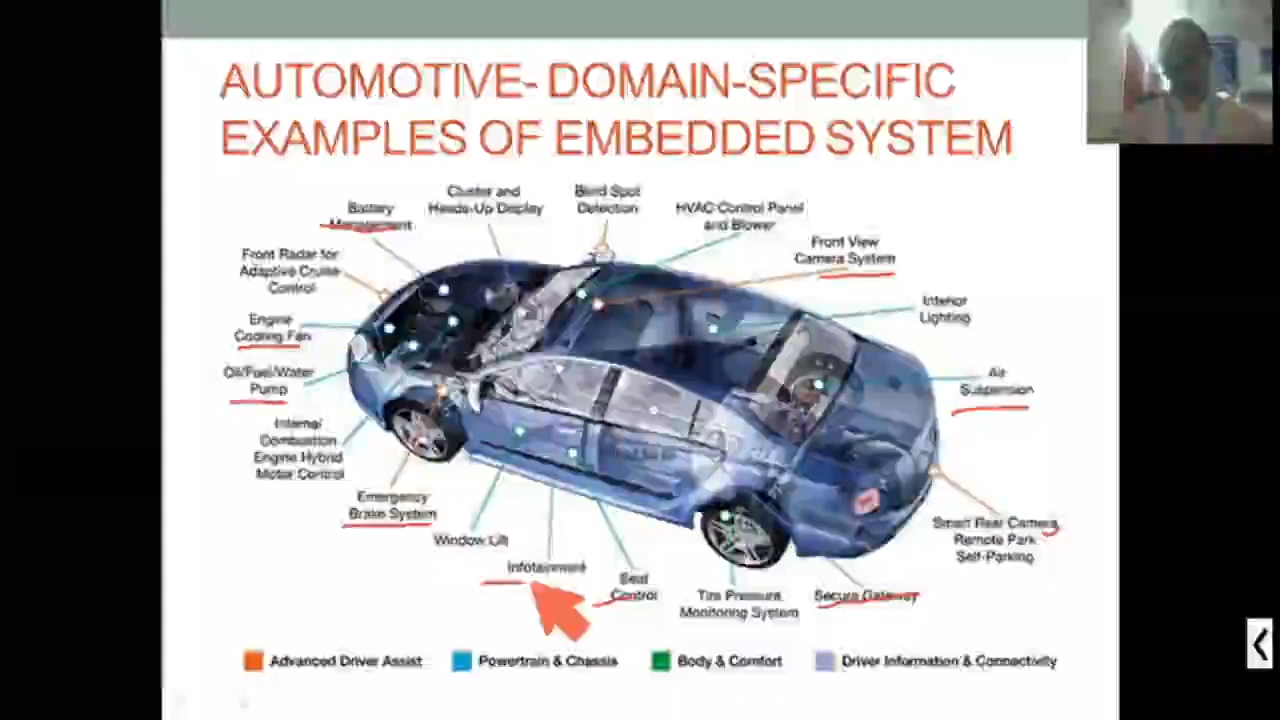 AUTOMOTIVE- DOMAIN-SPECIFIC
EXAMPLES OF EMBEDDED SYSTEM
Cluster and
Heads-Up Display
Blind Spot
Detection
Battery
Management
HVAC Control Panel
and Blower
Front View
Camera System
Front Radar for
Adaptive Cruise
Control
Interior
Lighting
Engine
Cooling Fan
Oil/Fuel/Water
Pump
Air
Suspension
Internal
Combustion
Engine Hybrid
Motor Control
Emergency
Brake System
Window Lift
Infotainment
Seat
Control
Tire Pressure
Monitoring System
Secure Gateway
Smart Rear Camera
Remote Park
Self-Parking
Advanced Driver Assist
Powertrain & Chassis
Body & Comfort
Driver Information & Connectivity